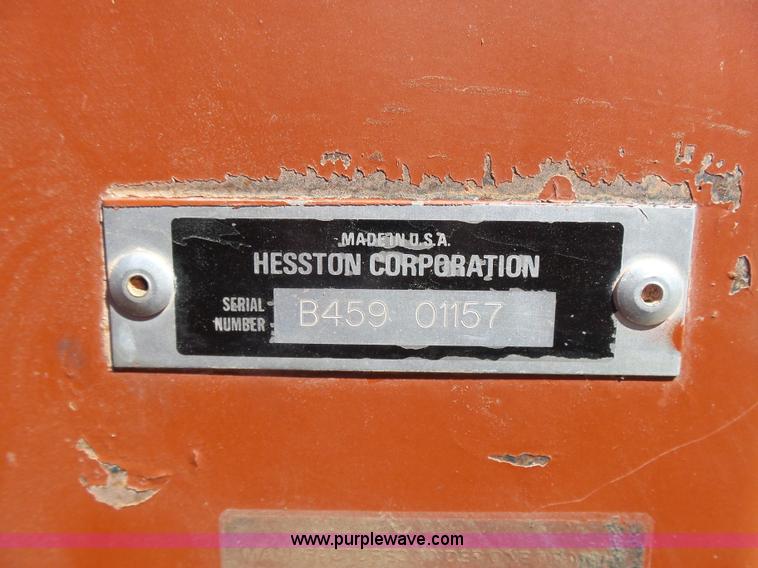 MADE IN U.S.A.
HESSTON CORPORATION
SERIAL
NUMBER
B459 01157
www.purplewave.com